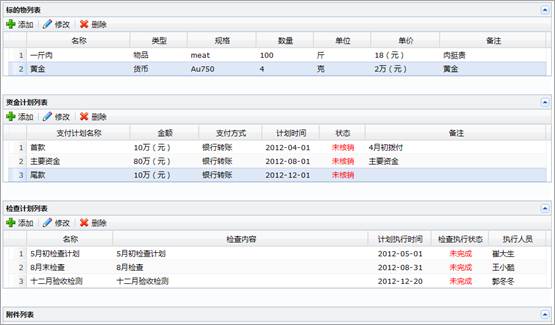 标的物列表
添加 修改 删除
名称 类型 规格 数量 单位 单价 备注
1 一斤肉 物品 meat 100 斤 18（元） 肉挺贵
2 黄金 货币 Au750 4 克 2万（元） 黄金
资金计划列表
添加 修改 删除
支付计划名称 金额 支付方式 计划时间 状态 备注
1 首款 10万（元） 银行转账 2012-04-01 未核销 4月初拨付
2 主要资金 80万（元） 银行转账 2012-08-01 未核销 主要资金
3 尾款 10万（元） 银行转账 2012-12-01 未核销
检查计划列表
添加 修改 删除
名称 检查内容 计划执行时间 检查执行状态 执行人员
1 5月初检查计划 5月初检查计划 2012-05-01 未完成 崔大生
2 8月末检查 8月检查 2012-08-31 未完成 王小酷
3 十二月验收检测 十二月验收检测 2012-12-20 未完成 郭冬冬
附件列表